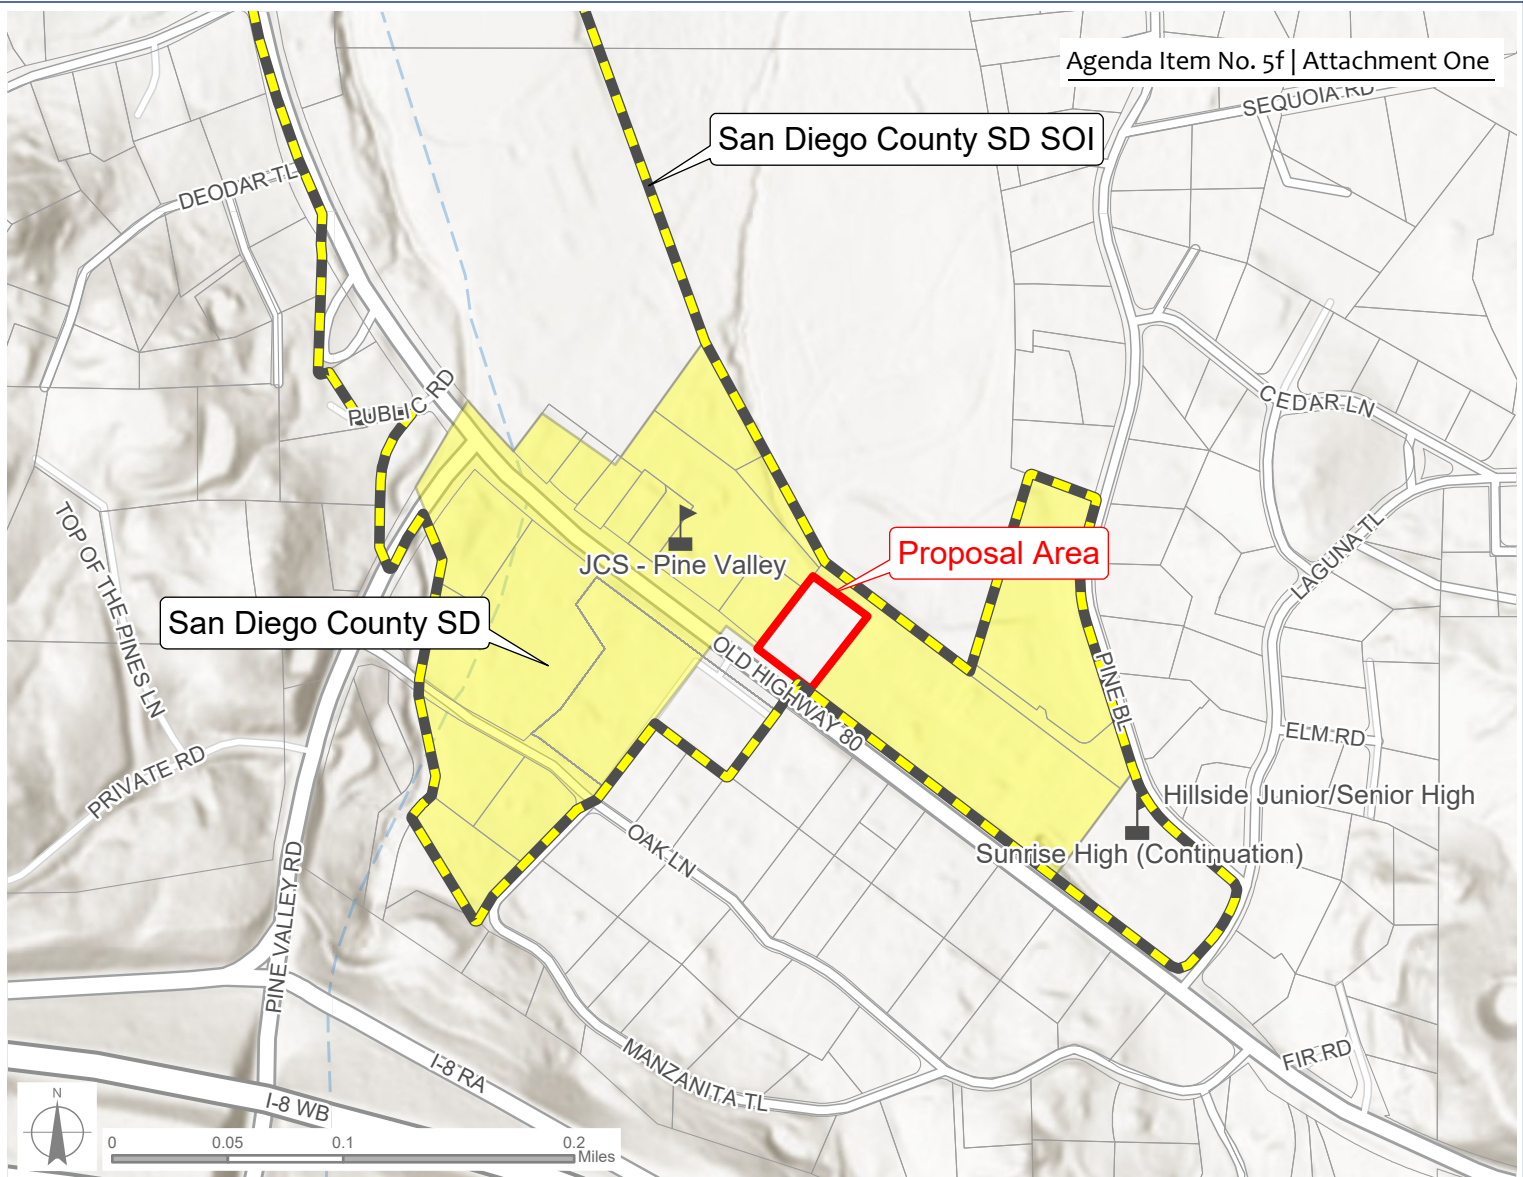 Agenda Item No. 5f | Attachment One
SEQUOIA RD
San Diego County SD SOI
DEODAR TL
PUBLIC RD
CEDAR LN
TOP OF THE PINES LN
LAGUNA TL
Proposal Area
JCS - Pine Valley
San Diego County SD
OLD HIGHWAY 80
PINE BL
ELM RD
PRIVATE RD
Hillside Junior/Senior High
Sunrise High (Continuation)
OAK LN
PINE VALLEY RD
MANZANITA TL
FIR RD
I-8 RA
I-8 WB
N
0 0.05 0.1 0.2
Miles